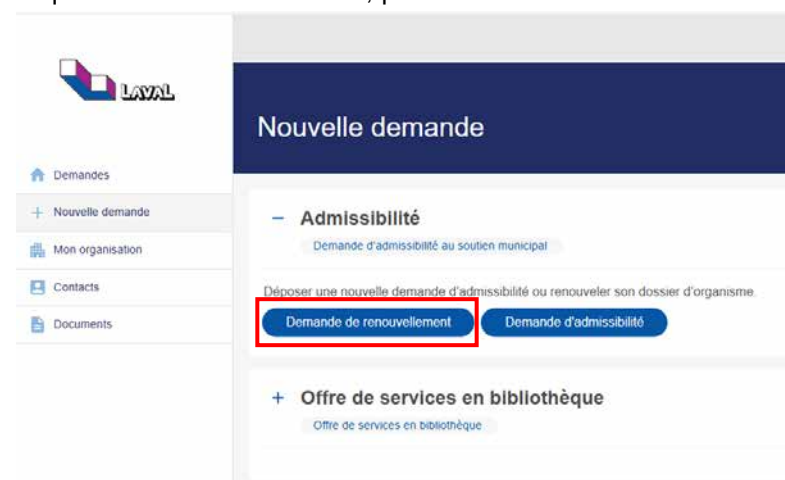 LAVAL
Nouvelle demande
Demandes
+ Nouvelle demande
Mon organisation
Contacts
Documents
− Admissibilité
Demande d'admissibilité au soutien municipal
Déposer une nouvelle demande d'admissibilité ou renouveler son dossier d'organisme.
Demande de renouvellement Demande d'admissibilité
+ Offre de services en bibliothèque
Offre de services en bibliothèque